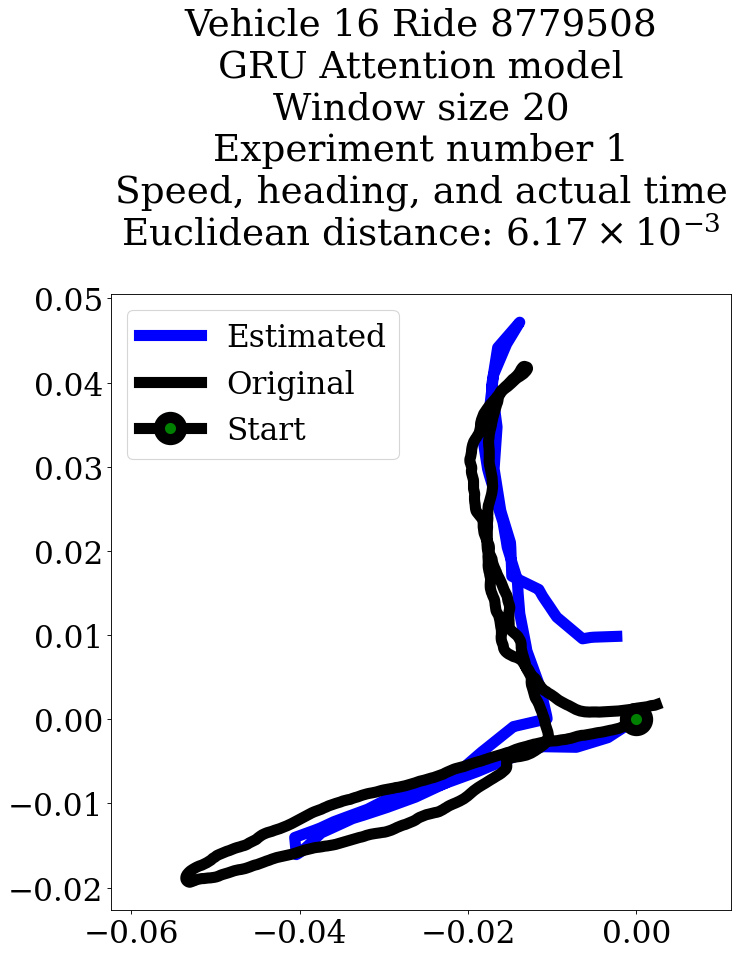 Vehicle 16 Ride 8779508
GRU Attention model
Window size 20
Experiment number 1
Speed, heading, and actual time
Euclidean distance: 6.17 × 10⁻³
0.05
Estimated
0.04
Original
Start
0.03
0.02
0.01
0.00
−0.01
−0.02
−0.06 −0.04 −0.02 0.00